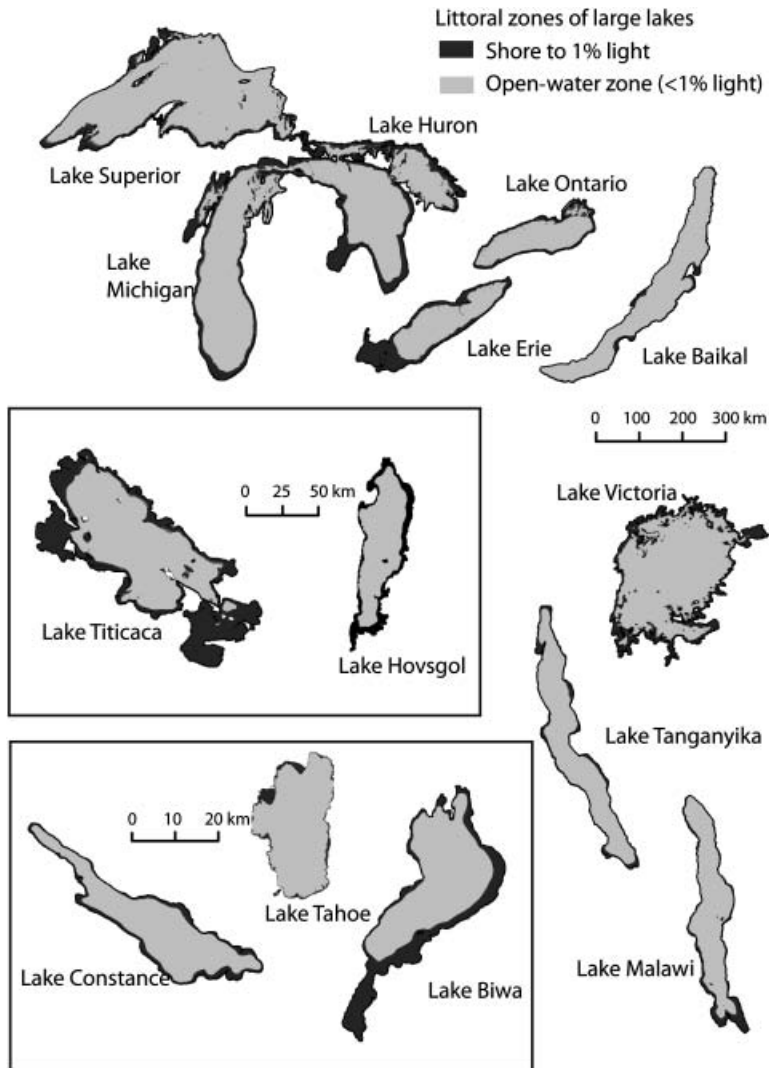 Littoral zones of large lakes
Shore to 1% light
Open-water zone (<1% light)
Lake Huron
Lake Superior
Lake Ontario
Lake
Michigan
Lake Erie
Lake Baikal
0 100 200 300 km
0 25 50 km
Lake Victoria
Lake Titicaca
Lake Hovsgol
Lake Tanganyika
0 10 20 km
Lake Tahoe
Lake Constance
Lake Biwa
Lake Malawi